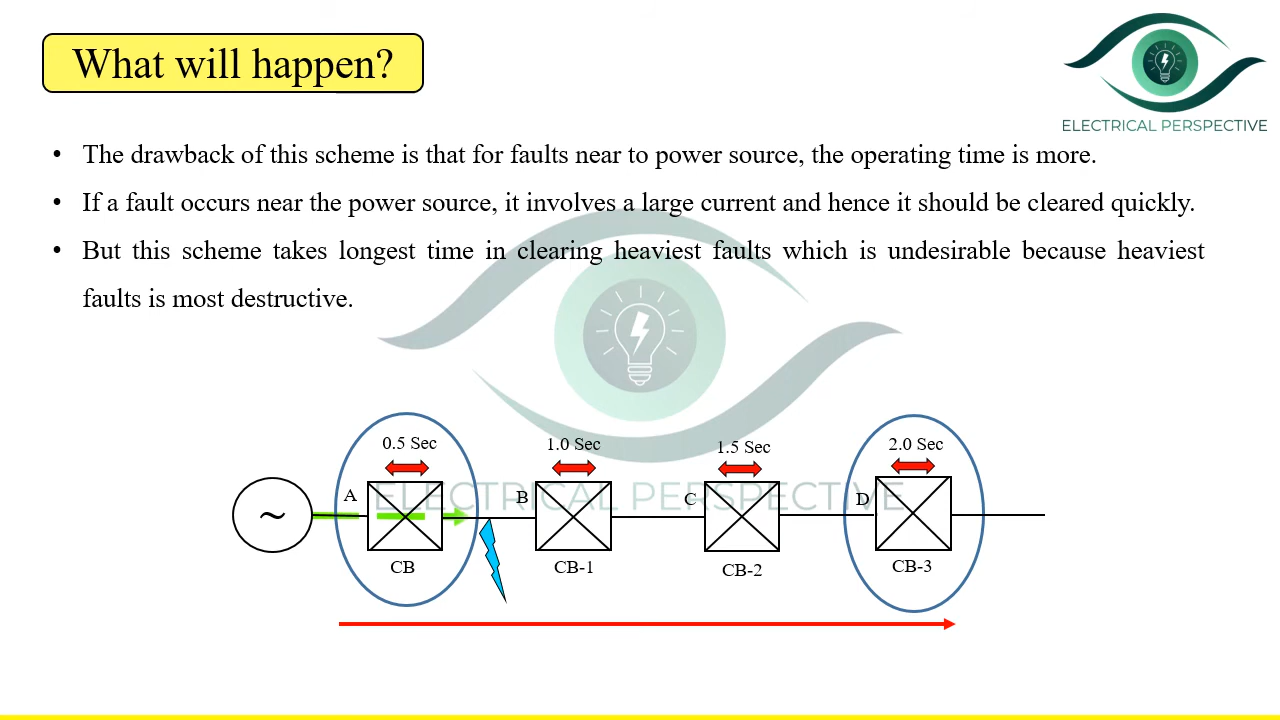 What will happen?
ELECTRICAL PERSPECTIVE
• The drawback of this scheme is that for faults near to power source, the operating time is more.
• If a fault occurs near the power source, it involves a large current and hence it should be cleared quickly.
• But this scheme takes longest time in clearing heaviest faults which is undesirable because heaviest
faults is most destructive.
0.5 Sec 1.0 Sec 1.5 Sec 2.0 Sec
A B C D
ELECTRICAL PERSPECTIVE
~
CB CB-1 CB-2 CB-3